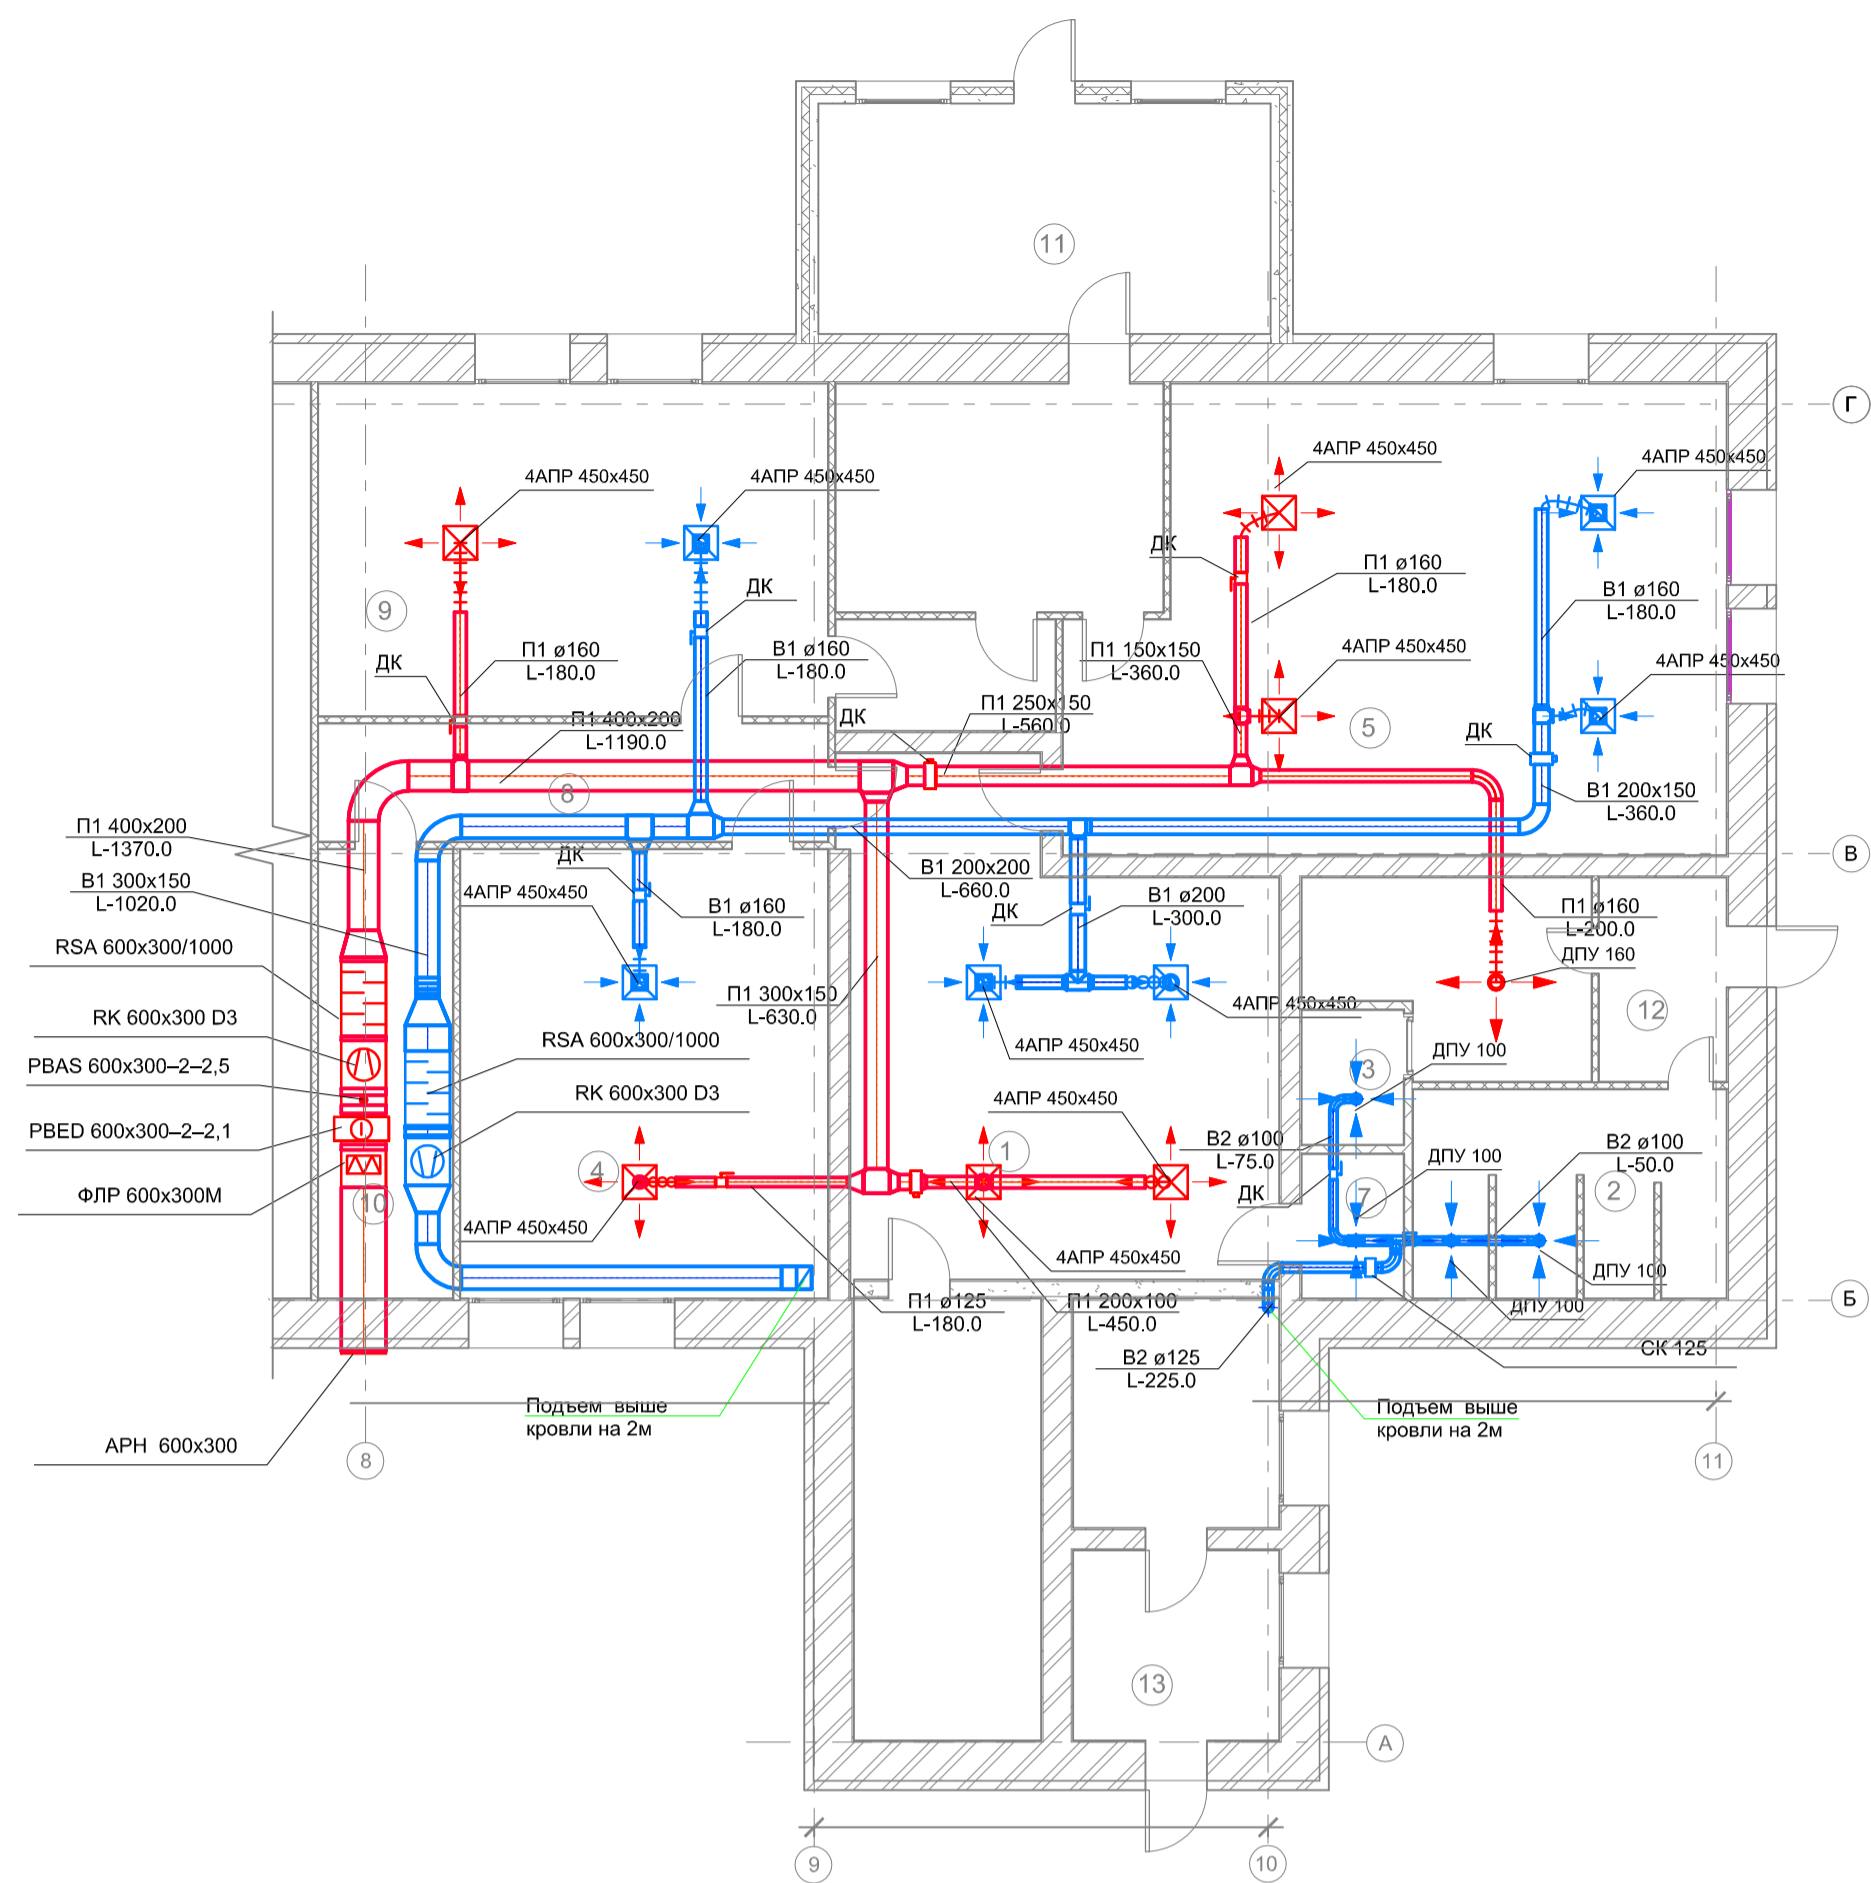 11
Г
4АПР 450х450
4АПР 450х450
4АПР 450х450
4АПР 450х450
ДК
П1 ø160
L-180.0
В1 ø160
L-180.0
ДК
9
П1 ø160
L-180.0
В1 ø160
L-180.0
ДК
П1 150х150
L-360.0
4АПР 450х450
4АПР 450х450
П1 400х200
L-1190.0
ДК
П1 250х150
L-560.0
5
ДК
8
В1 200х150
L-360.0
П1 400х200
L-1370.0
В1 300х150
L-1020.0
ДК
4АПР 450х450
В1 ø160
L-180.0
В1 200х200
L-660.0
ДК
В1 ø200
L-300.0
В
П1 ø160
L-200.0
RSA 600х300/1000
ДПУ 160
П1 300х150
L-630.0
4АПР 450х450
12
RK 600х300 D3
RSA 600х300/1000
4АПР 450х450
ДПУ 100
3
PBAS 600х300–2–2,5
RK 600х300 D3
4АПР 450х450
PBED 600х300–2–2,1
1
В2 ø100
L-75.0
ДПУ 100
В2 ø100
L-50.0
4
ФЛР 600х300М
10
ДК
7
2
4АПР 450х450
4АПР 450х450
ДПУ 100
П1 ø125
L-180.0
П1 200х100
L-450.0
ДПУ 100
Б
В2 ø125
L-225.0
СК 125
Подъем выше
кровли на 2м
Подъем выше
кровли на 2м
АРН 600х300
8
11
13
А
9
10